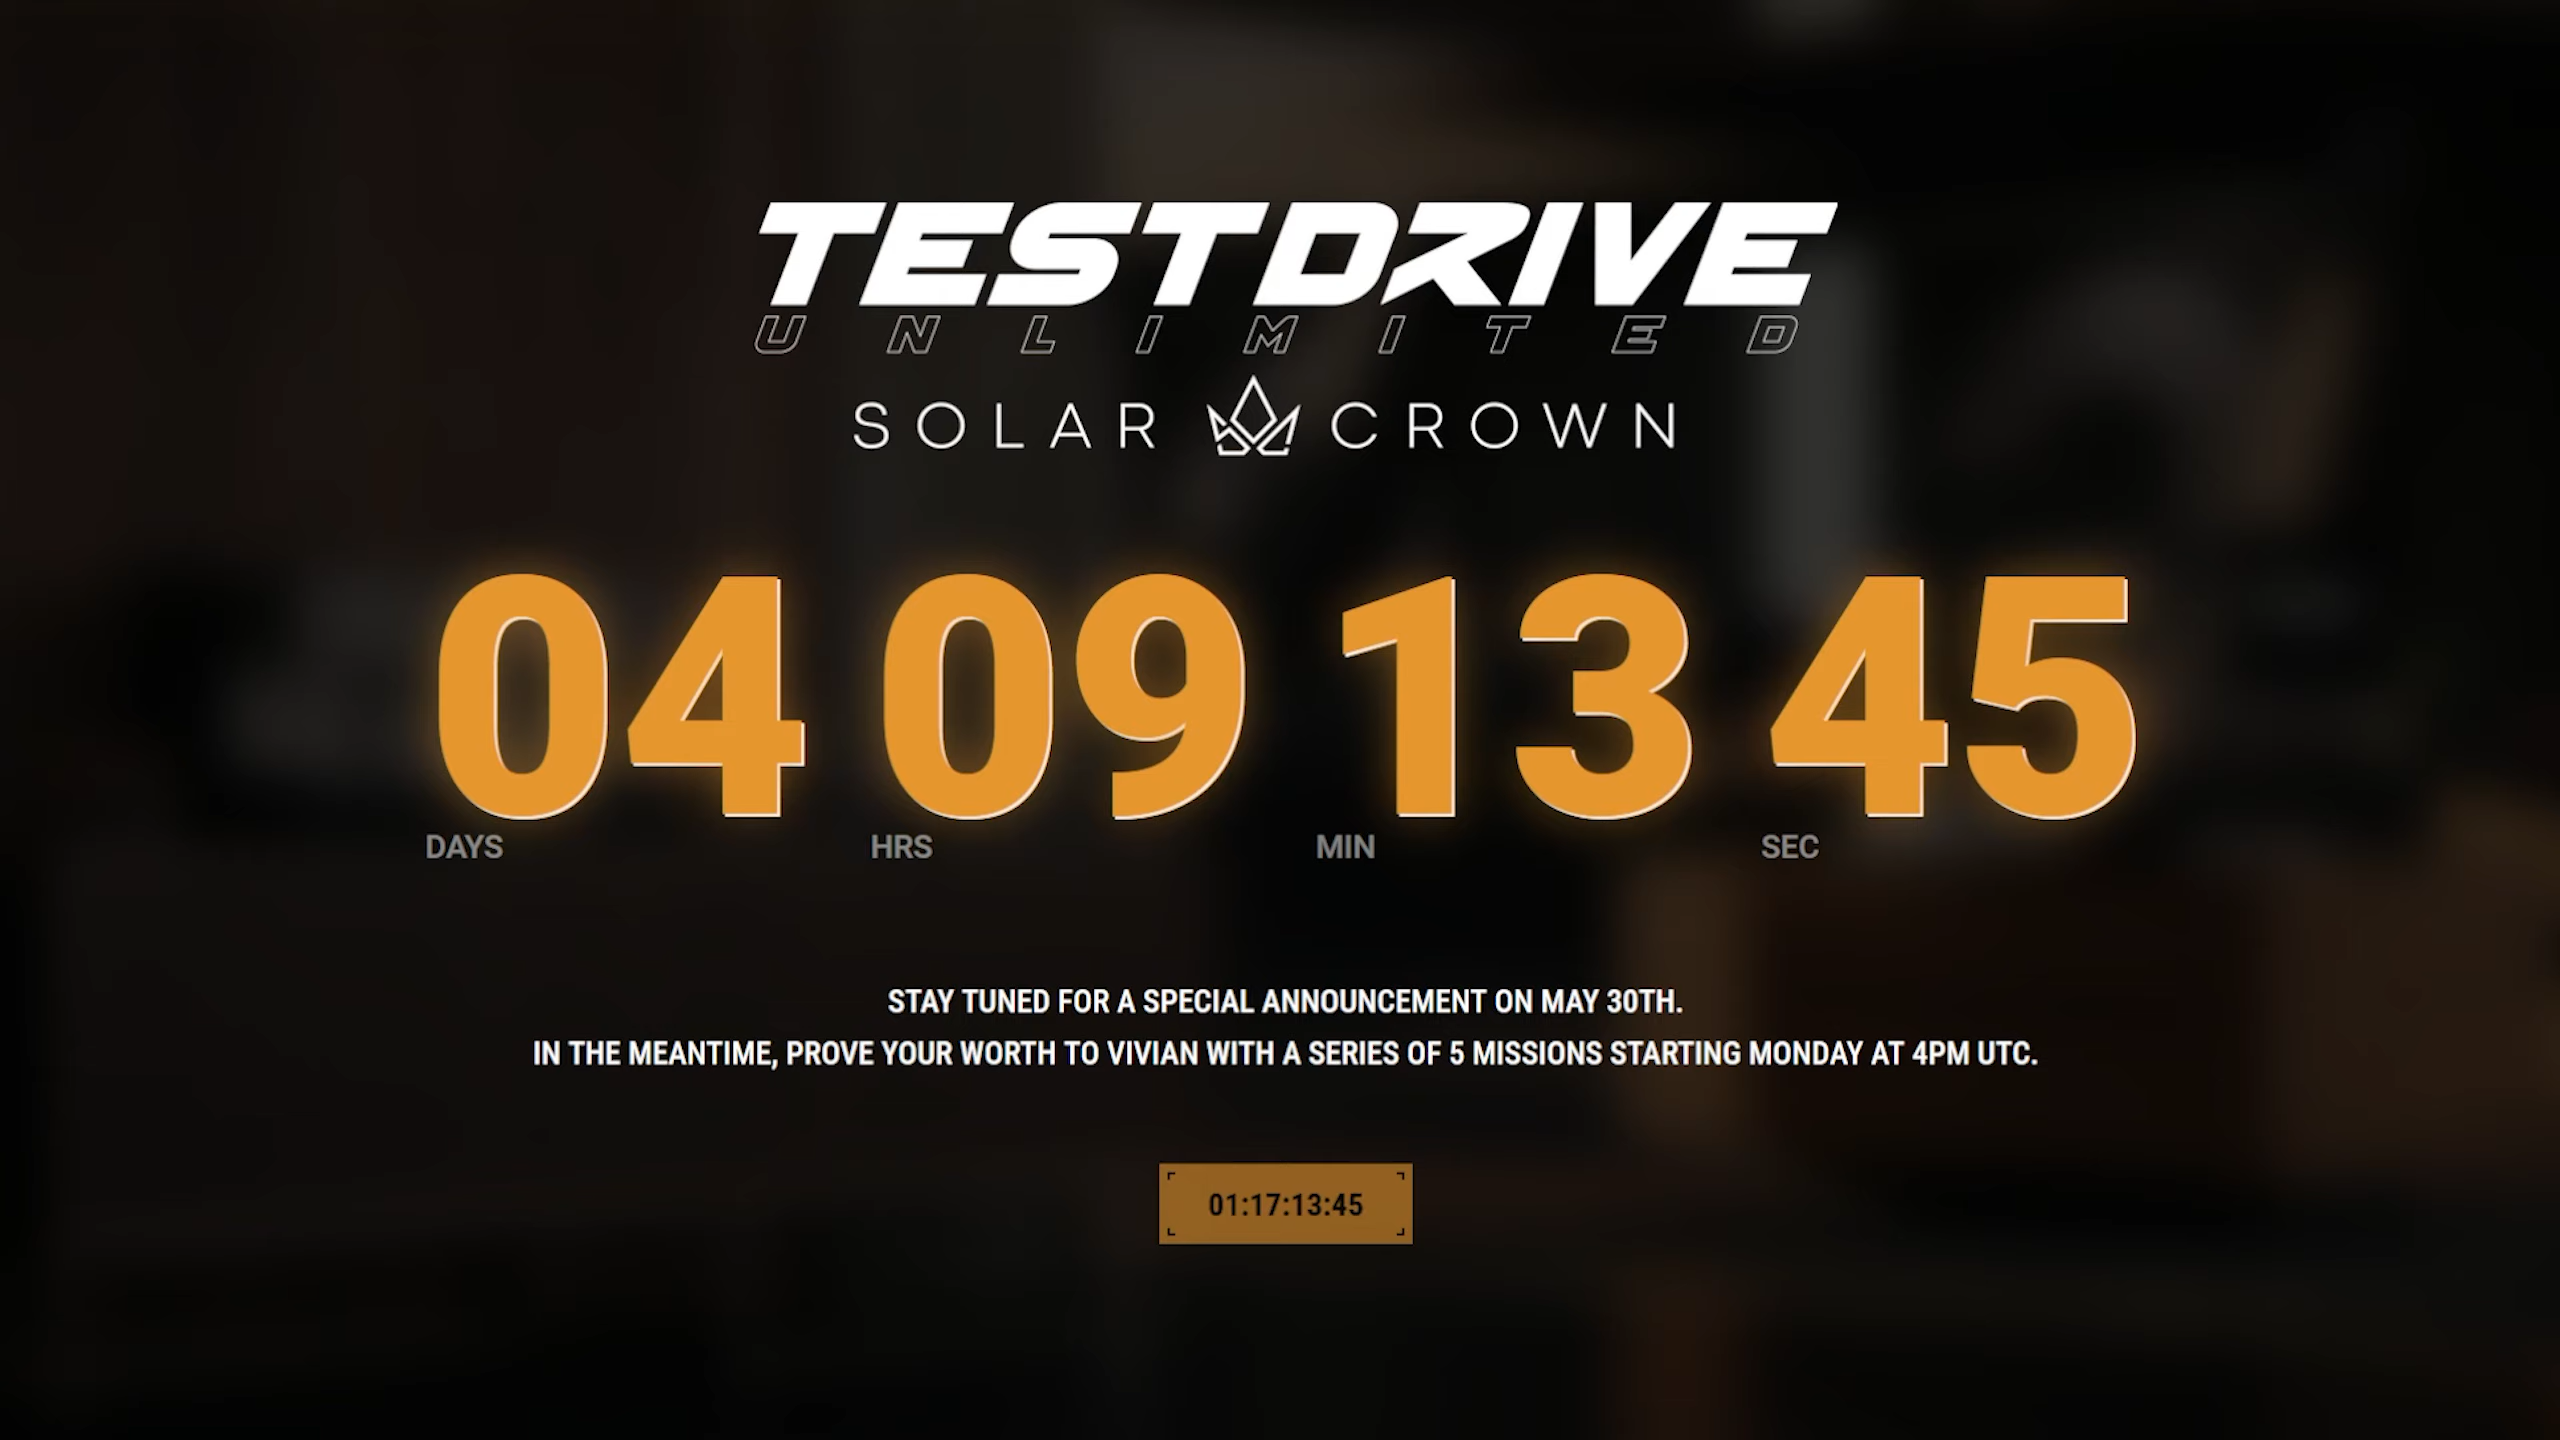 TESTDRIVE
UNLIMITED
SOLAR CROWN
04 09 13 45
DAYS HRS MIN SEC
STAY TUNED FOR A SPECIAL ANNOUNCEMENT ON MAY 30TH.
IN THE MEANTIME, PROVE YOUR WORTH TO VIVIAN WITH A SERIES OF 5 MISSIONS STARTING MONDAY AT 4PM UTC.
01:17:13:45